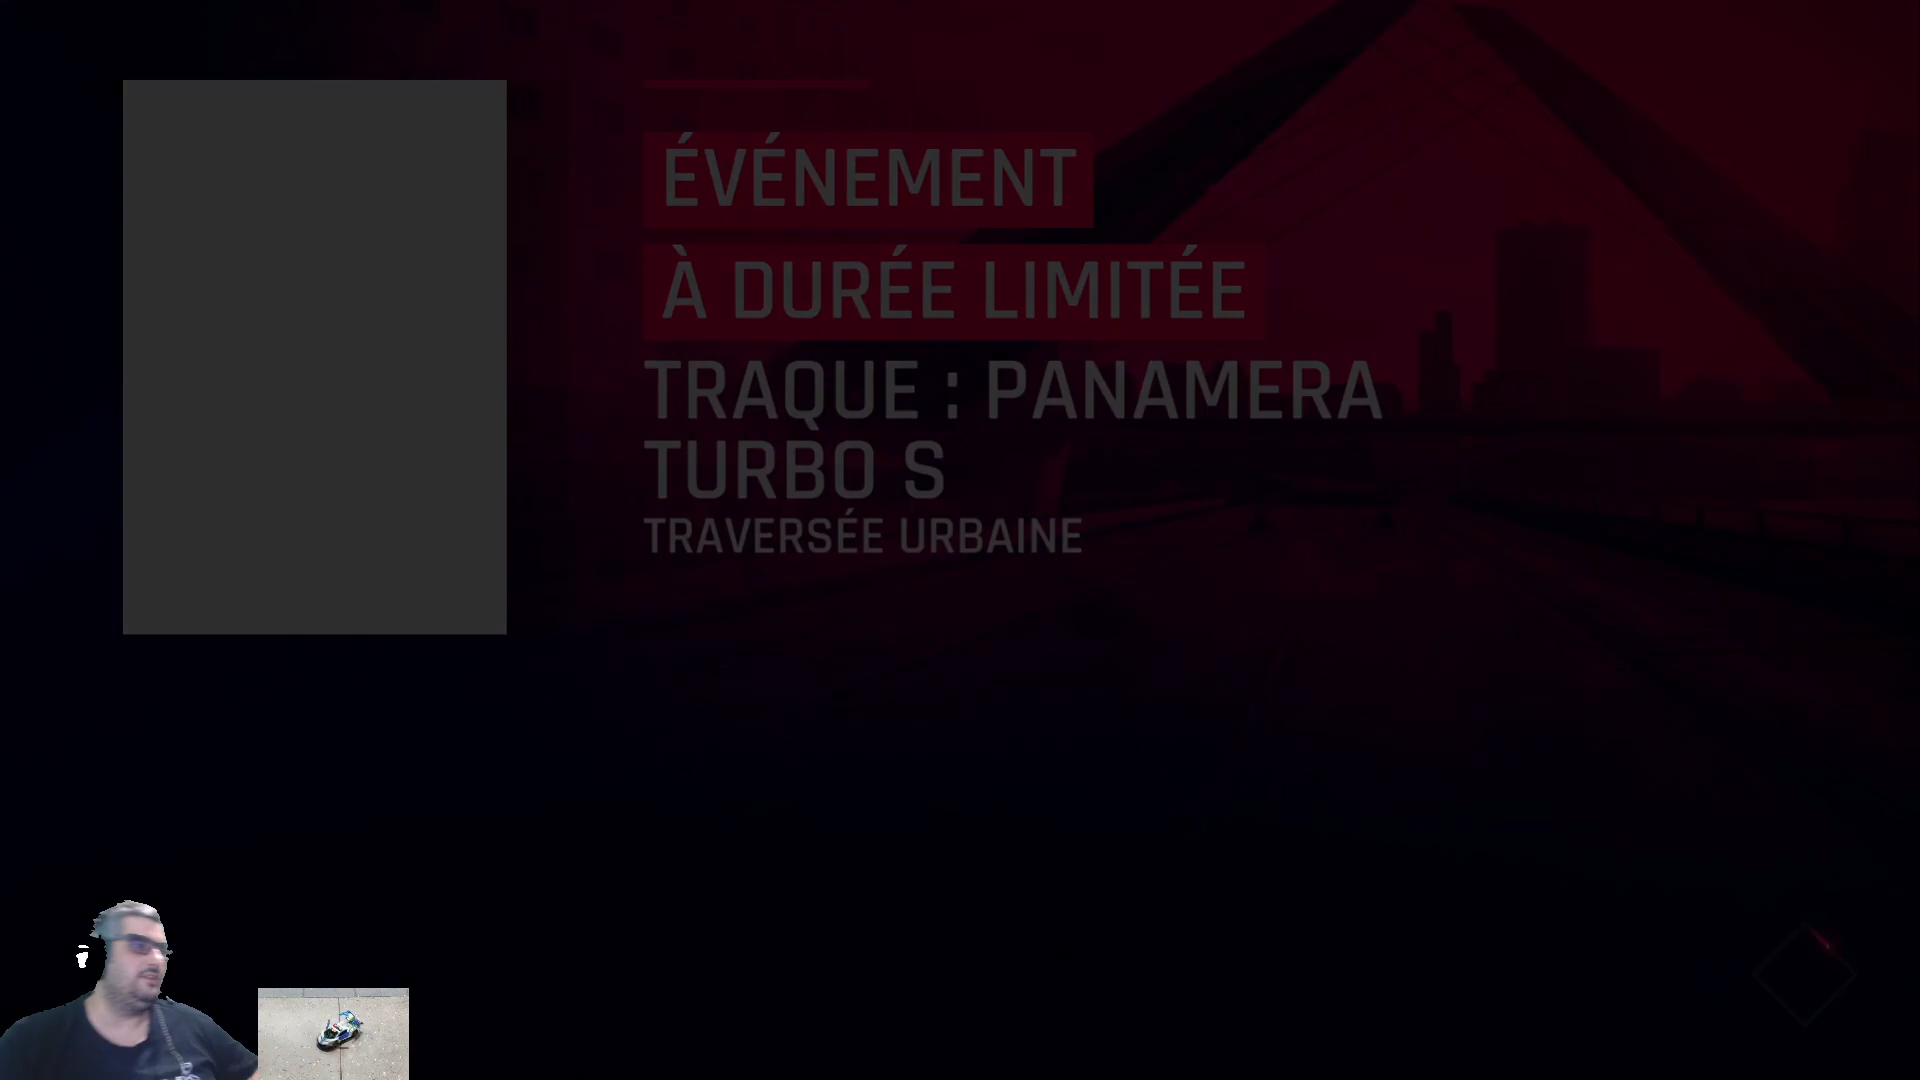 ÉVÉNEMENT
À DURÉE LIMITÉE
TRAQUE : PANAMERA
TURBO S
TRAVERSÉE URBAINE